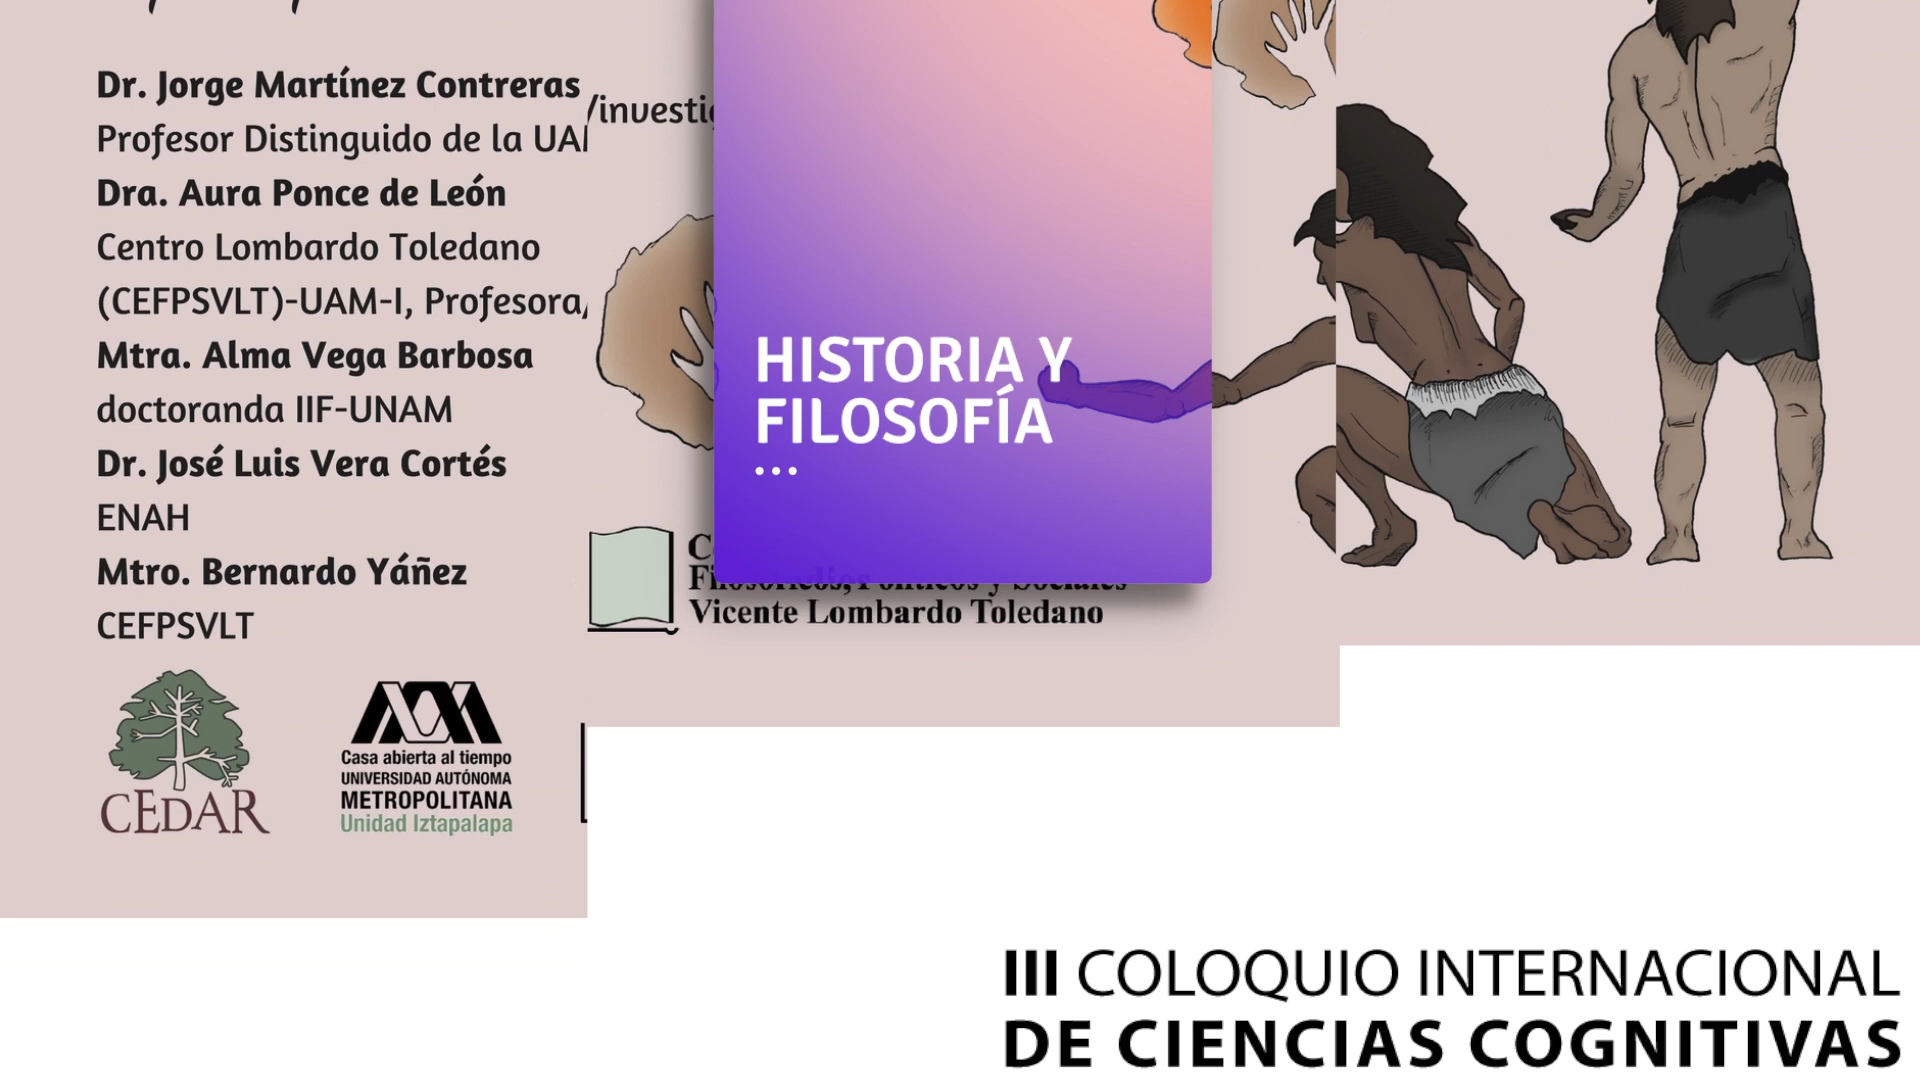 Dr. Jorge Martínez Contreras
Profesor Distinguido de la
Dra. Aura Ponce de León
Centro Lombardo Toledano
(CEFPSVLT)-UAM-I, Profesora/
Mtra. Alma Vega Barbosa
doctoranda IIF-UNAM
Dr. José Luis Vera Cortés
ENAH
Mtro. Bernardo Yáñez
CEFPSVLT
CEDAR
Casa abierta al tiempo
UNIVERSIDAD AUTÓNOMA
METROPOLITANA
Unidad Iztapalapa
HISTORIA Y
FILOSOFÍA
...
Vicente Lombardo Toledano
III COLOQUIO INTERNACIONAL
DE CIENCIAS COGNITIVAS